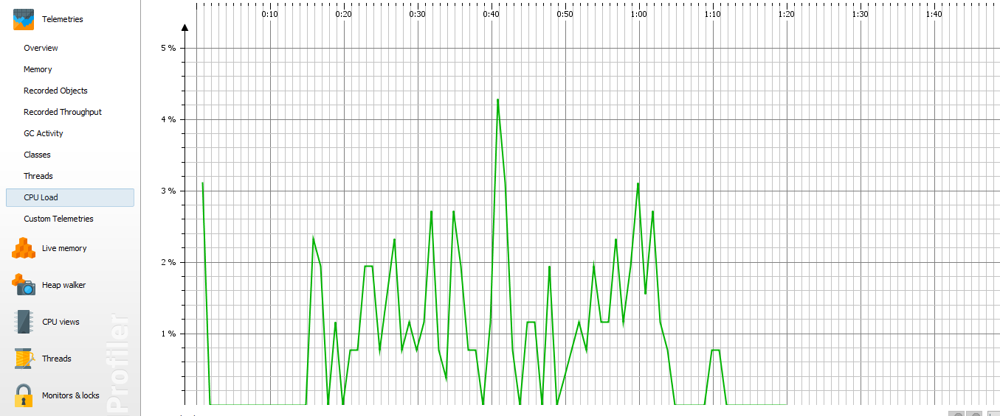 Telemetries
Overview
Memory
Recorded Objects
Recorded Throughput
GC Activity
Classes
Threads
CPU Load
Custom Telemetries
Live memory
Heap walker
CPU views
Threads
Monitors & locks
Profiler
0:10 0:20 0:30 0:40 0:50 1:00 1:10 1:20 1:30 1:40
5 %
4 %
3 %
2 %
1 %